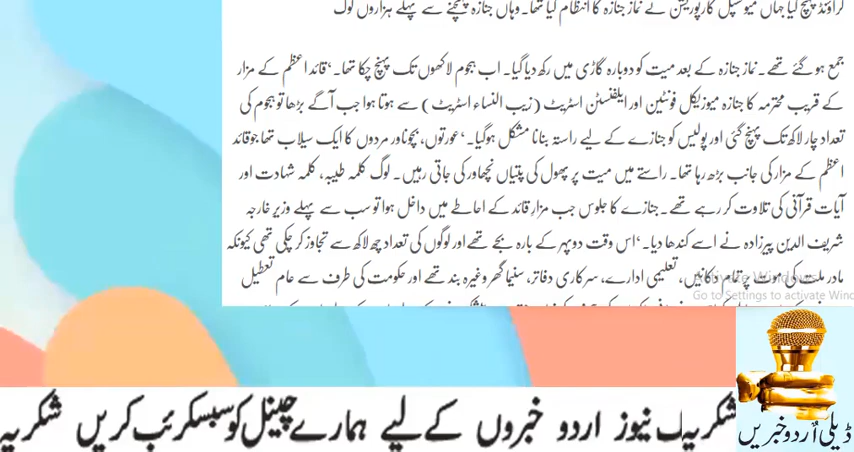 گراؤنڈ پہنچ گیا جہاں میونسپل کارپوریشن نے نماز جنازہ کا انتظام کیا تھا۔ وہاں جنازہ پہنچنے سے پہلے ہزاروں لوگ
جمع ہو گئے تھے۔ نماز جنازہ کے بعد میت کو دوبارہ گاڑی میں رکھ دیا گیا۔ اب ہجوم لاکھوں تک پہنچ چکا تھا۔‘ قائد اعظم کے مزار
کے قریب محترمہ کا جنازہ میوزیکل فونٹین اور ایلفنسٹن اسٹریٹ (زیب النساء اسٹریٹ) سے ہوتا ہوا جب آگے بڑھا تو ہجوم کی
تعداد چار لاکھ تک پہنچ گئی اور پولیس کو جنازے کے لیے راستہ بنانا مشکل ہوگیا۔‘ عورتوں، بچوں اور مردوں کا ایک سیلاب تھا جو قائد
اعظم کے مزار کی جانب بڑھ رہا تھا۔ راستے میں میت پر پھول کی پتیاں نچھاور کی جاتی رہیں۔ لوگ کلمہ طیبہ، کلمہ شہادت اور
آیات قرآنی کی تلاوت کر رہے تھے۔ جنازے کا جلوس جب مزار قائد کے احاطے میں داخل ہوا تو سب سے پہلے وزیر خارجہ
شریف الدین پیرزادہ نے اسے کندھا دیا۔‘ اس وقت دوپہر کے بارہ بجے تھے اور لوگوں کی تعداد چھ لاکھ سے تجاوز کر چکی تھی کیونکہ
مادر ملت کی موت پر تمام دکانیں، تعلیمی ادارے، سرکاری دفاتر، سنیما گھر وغیرہ بند تھے اور حکومت کی طرف سے عام تعطیل
Activate Windows
Go to Settings to activate Winc
شکریہ نیوز اردو خبروں کے لیے ہمارے چینل کو سبسکرئب کریں شکریہ
ڈیلی اُردو خبریں